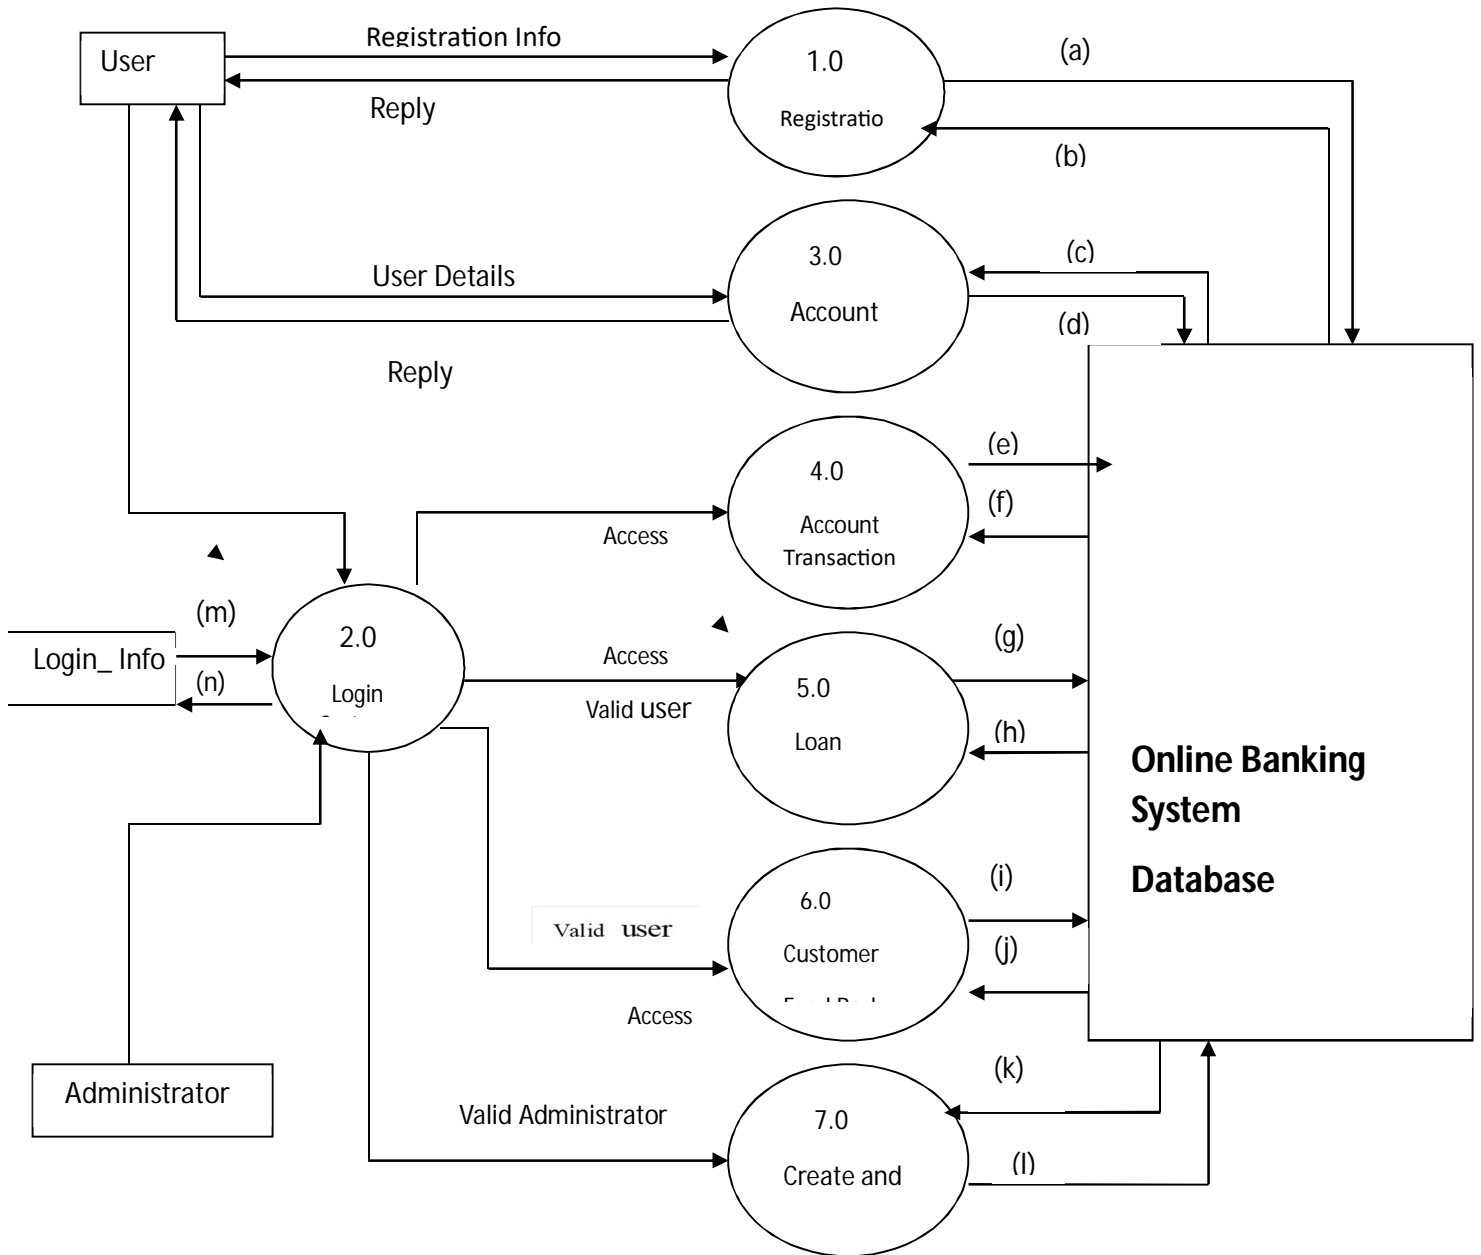 Registration Info
User
1.0
(a)
Reply
Registratio
(b)
3.0
(c)
User Details
Account
(d)
Reply
4.0
(e)
(f)
Account
Transaction
Access
(m)
2.0
(g)
Login_ Info
Access
(n)
Login
5.0
Valid user
Loan
(h)
Online Banking
System
Database
(i)
6.0
Valid user
Customer
(j)
Access
(k)
Administrator
Valid Administrator
7.0
Create and
(l)